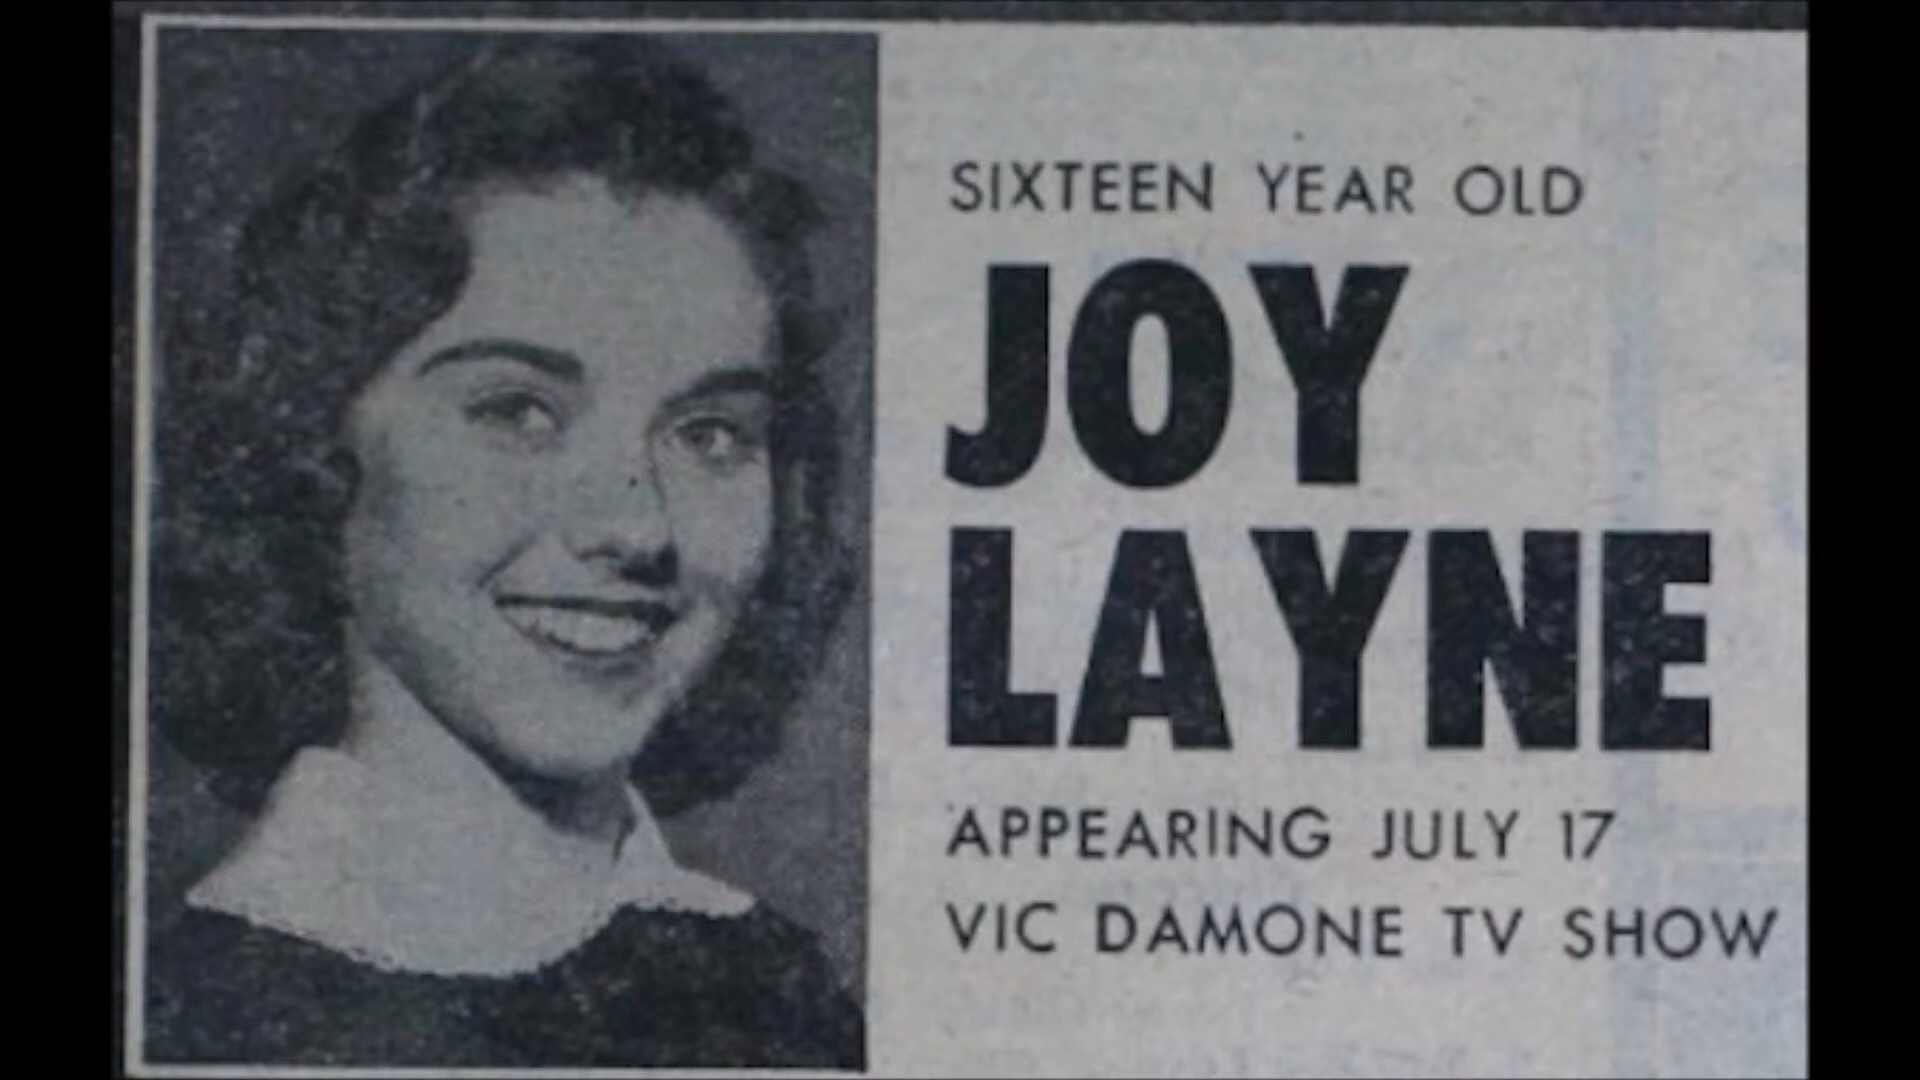 SIXTEEN YEAR OLD
JOY
LAYNE
APPEARING JULY 17
VIC DAMONE TV SHOW